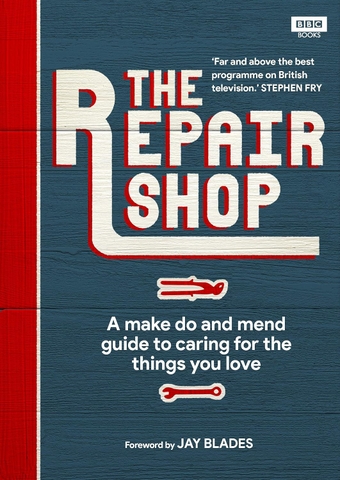 BBC
BOOKS
‘Far and above the best
programme on British
television.’ STEPHEN FRY
THE
REPAIR
SHOP
A make do and mend
guide to caring for the
things you love
Foreword by JAY BLADES